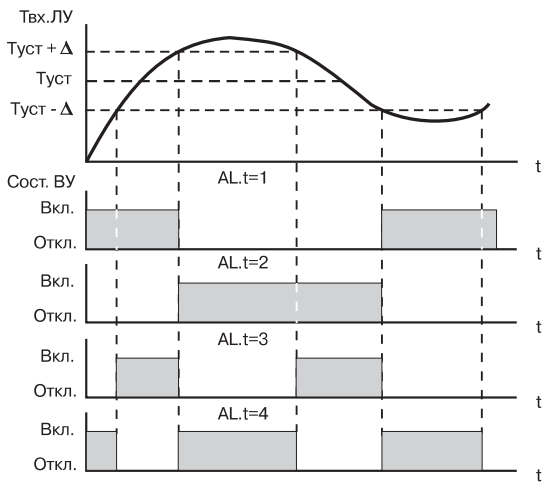 Твх.ЛУ
Туст + Δ
Туст
Туст - Δ
t
Сост. ВУ
AL.t=1
Вкл.
Откл.
t
AL.t=2
Вкл.
Откл.
t
AL.t=3
Вкл.
Откл.
t
AL.t=4
Вкл.
Откл.
t